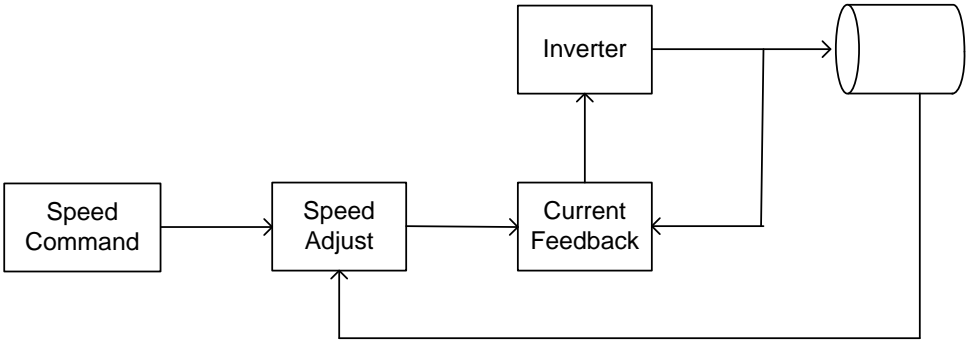 Inverter
Speed
Command
Speed
Adjust
Current
Feedback